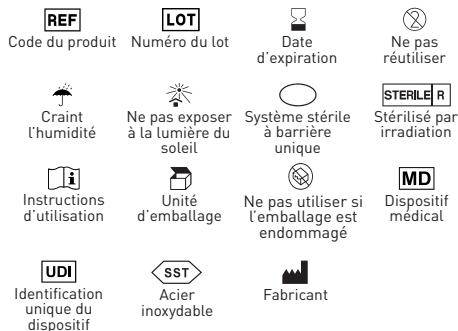 REF
LOT
Code du produit
Numéro du lot
Date
d'expiration
Ne pas
réutiliser
2
STERILE R
Craint
l'humidité
Ne pas exposer
à la lumière du
soleil
Système stérile
à barrière
unique
Stérilisé par
irradiation
i
MD
Instructions
d'utilisation
Unité
d'emballage
Ne pas utiliser si
l'emballage est
endommagé
Dispositif
médical
UDI
SST
Identification
unique du
dispositif
Acier
inoxydable
Fabricant